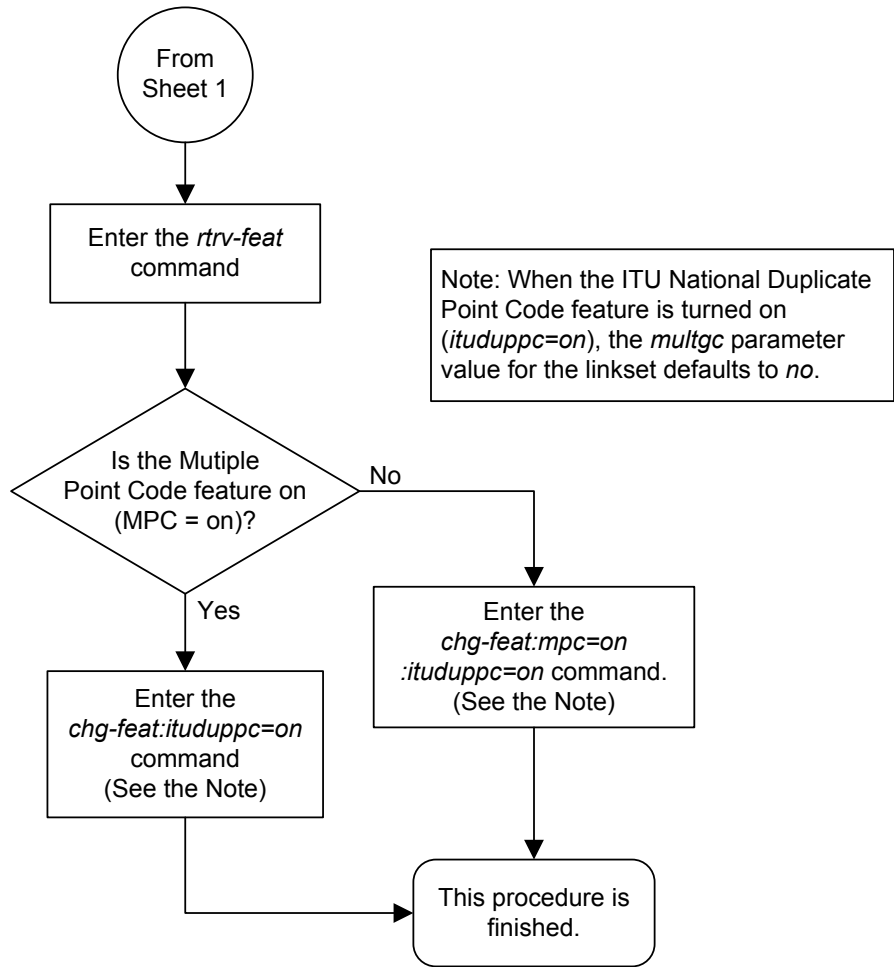 From
Sheet 1
Enter the rtrv-feat
command
Note: When the ITU National Duplicate
Point Code feature is turned on
(ituduppc=on), the multgc parameter
value for the linkset defaults to no.
Is the Mutiple
Point Code feature on
(MPC = on)?
No
Yes
Enter the
chg-feat:mpc=on
:ituduppc=on command.
(See the Note)
Enter the
chg-feat:ituduppc=on
command
(See the Note)
This procedure is
finished.